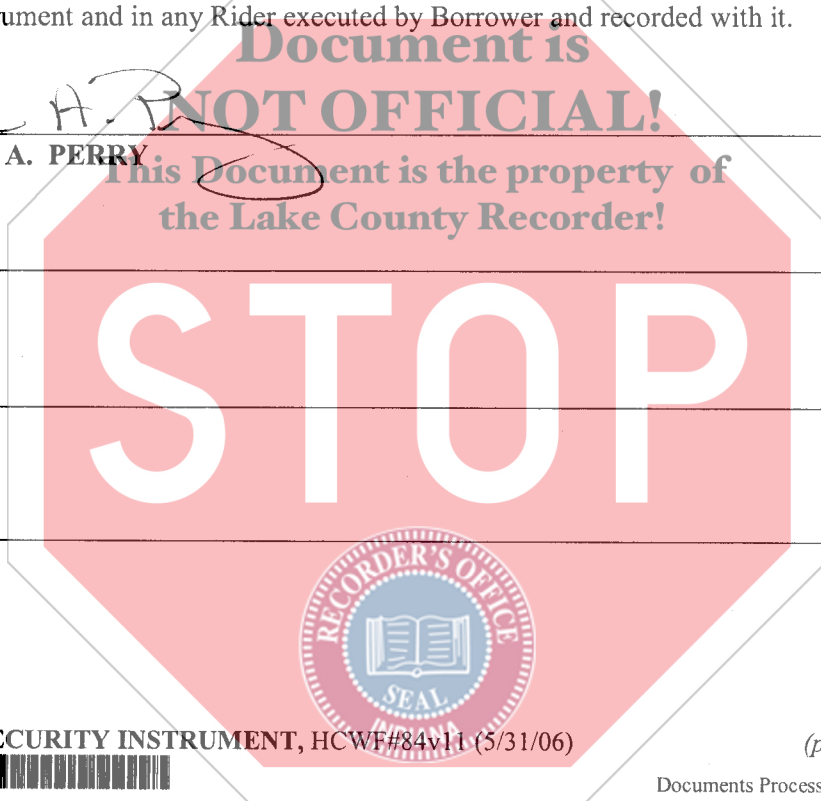 ument and in any Rider executed by Borrower and recorded with it.
Document is
NOT OFFICIAL!
A. PERRY
This Document is the property of
the Lake County Recorder!
STOP
RECORDER'S OFFICE
SEAL
INDIANA
CURITY INSTRUMENT, HCWF#84v11 (5/31/06)
(p
Documents Process